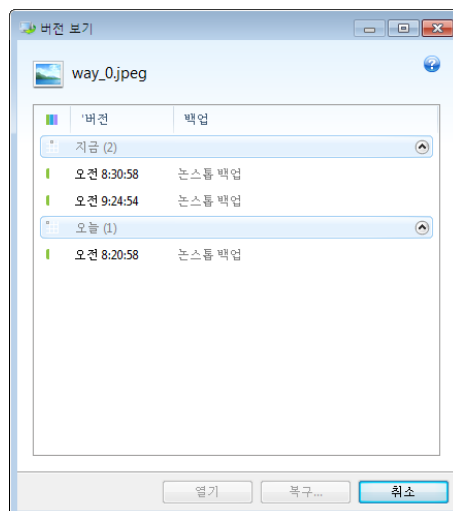 버전 보기
way_0.jpeg
'버전 백업
지금 (2)
오전 8:30:58 논스톱 백업
오전 9:24:54 논스톱 백업
오늘 (1)
오전 8:20:58 논스톱 백업
열기 복구... 취소